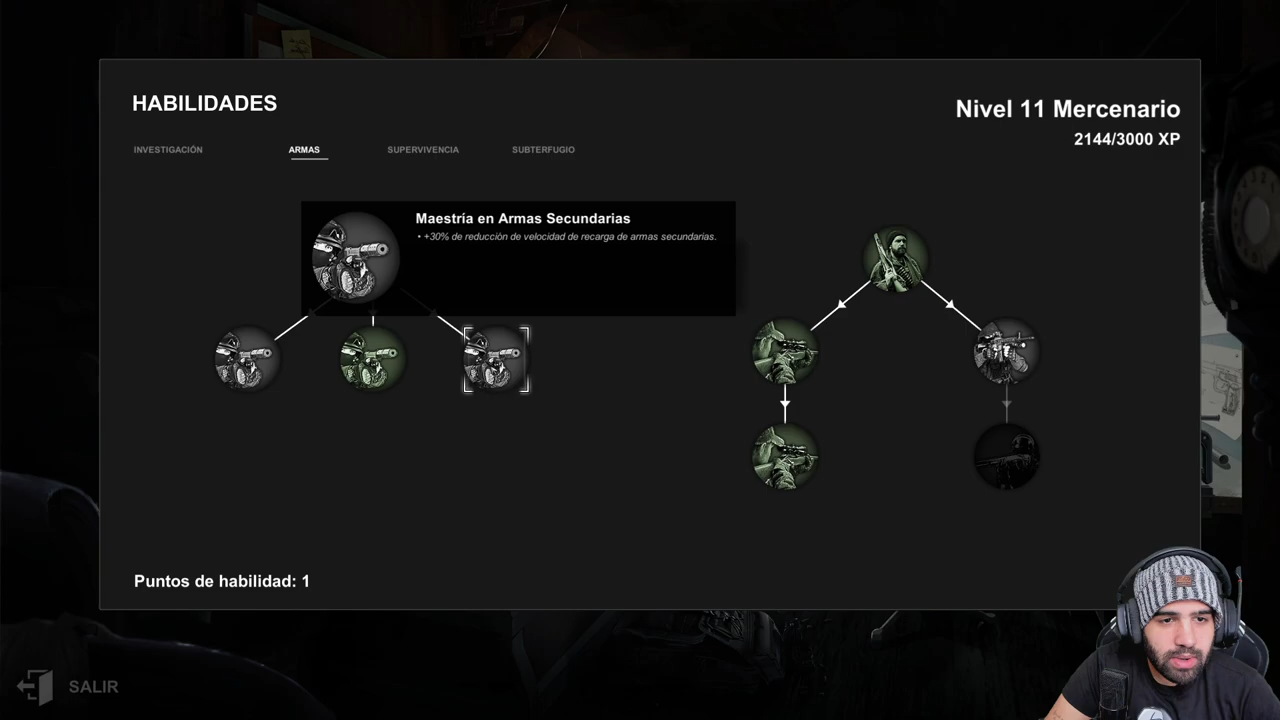 HABILIDADES
Nivel 11 Mercenario
2144/3000 XP
INVESTIGACIÓN
ARMAS
SUPERVIVENCIA
SUBTERFUGIO
Maestría en Armas Secundarias
• +30% de reducciòn de velocidad de recarga de armas secundarias.
Puntos de habilidad: 1
SALIR